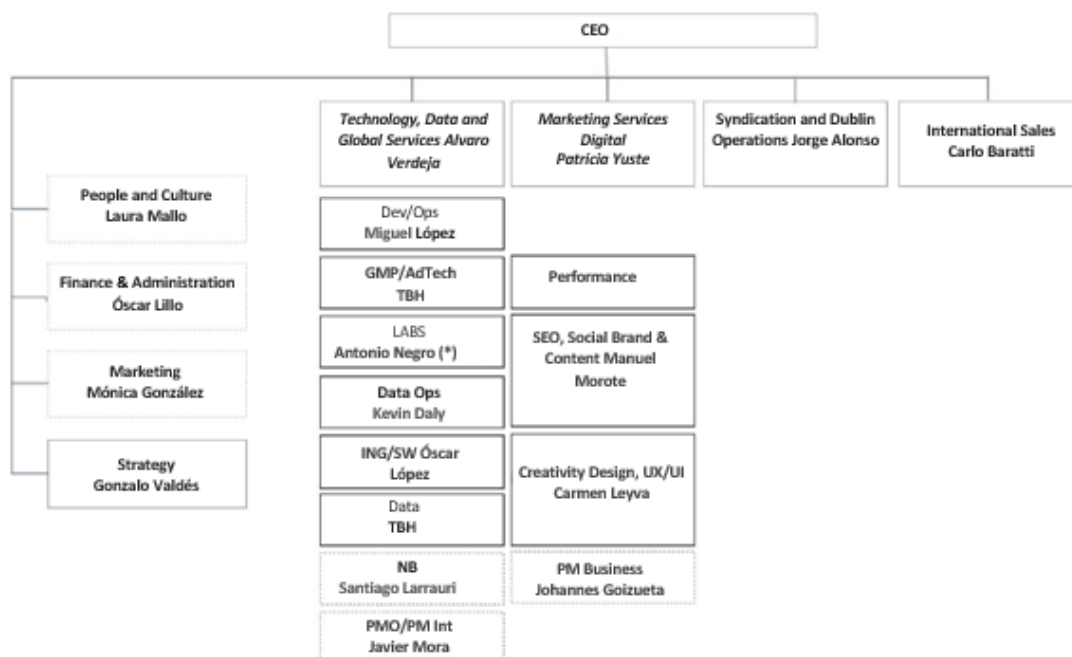 CEO
Technology, Data and
Global Services Alvaro
Verdeja
Marketing Services
Digital
Patricia Yuste
Syndication and Dublin
Operations Jorge Alonso
International Sales
Carlo Baratti
People and Culture
Laura Mallo
Finance & Administration
Óscar Lillo
Marketing
Mónica González
Strategy
Gonzalo Valdés
Dev/Ops
Miguel López
GMP/AdTech
TBH
LABS
Antonio Negro (*)
Data Ops
Kevin Daly
ING/SW Óscar
López
Data
TBH
NB
Santiago Larrauri
PMO/PM Int
Javier Mora
Performance
SEO, Social Brand &
Content Manuel
Morote
Creativity Design, UX/UI
Carmen Leyva
PM Business
Johannes Goizueta